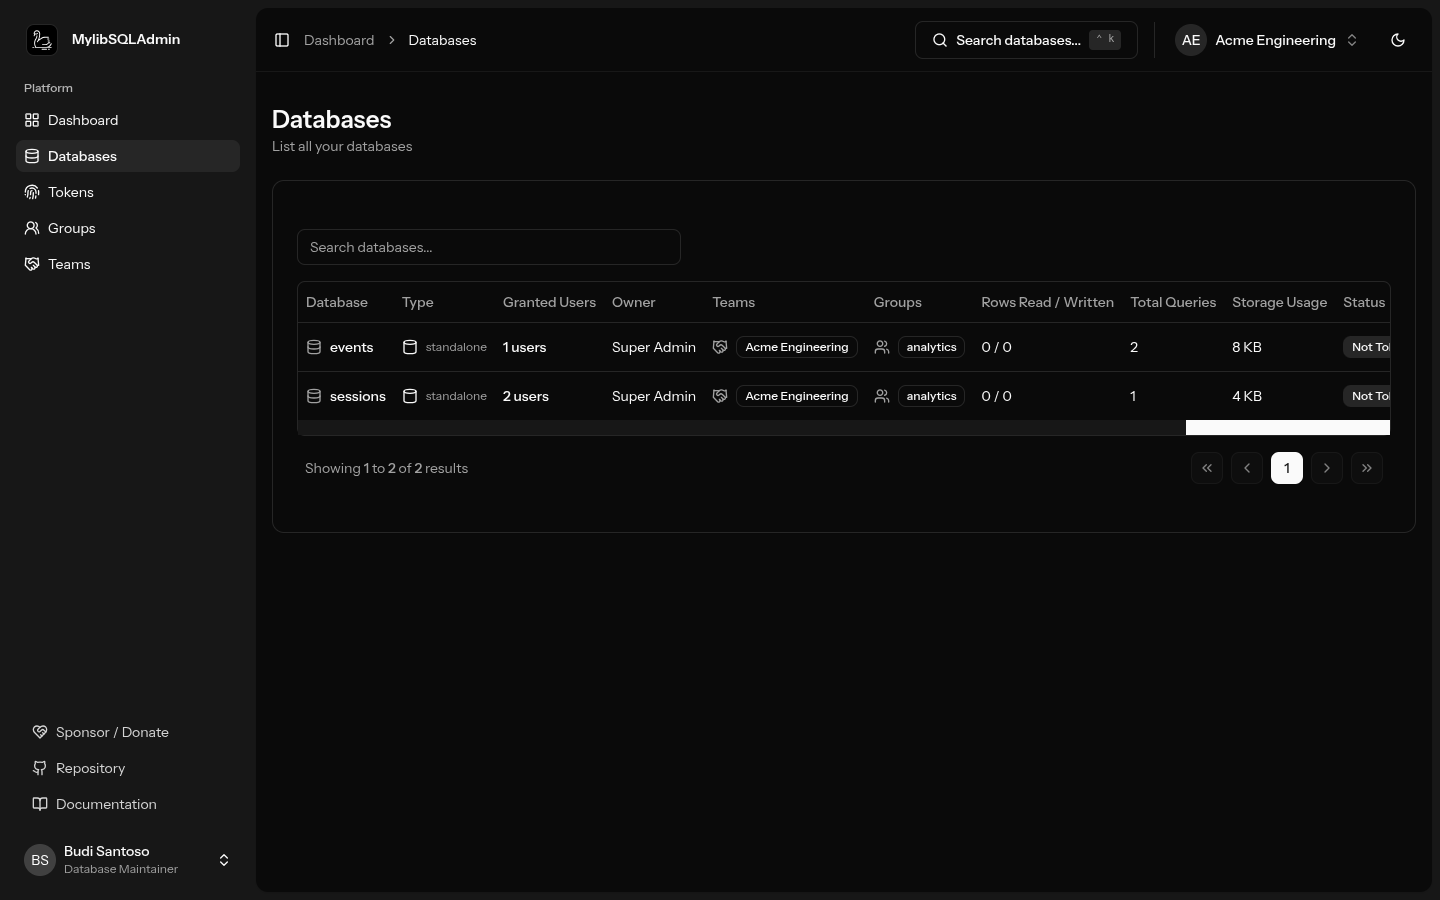 MylibSQLAdmin
Platform
Dashboard
Databases
Tokens
Groups
Teams
Sponsor / Donate
Repository
Documentation
BS
Budi Santoso
Database Maintainer
Dashboard > Databases
Search databases... ^ k
AE Acme Engineering
Databases
List all your databases
Search databases...
Database Type Granted Users Owner Teams Groups Rows Read / Written Total Queries Storage Usage Status
events standalone 1 users Super Admin Acme Engineering analytics 0 / 0 2 8 KB Not
sessions standalone 2 users Super Admin Acme Engineering analytics 0 / 0 1 4 KB Not
Showing 1 to 2 of 2 results
1